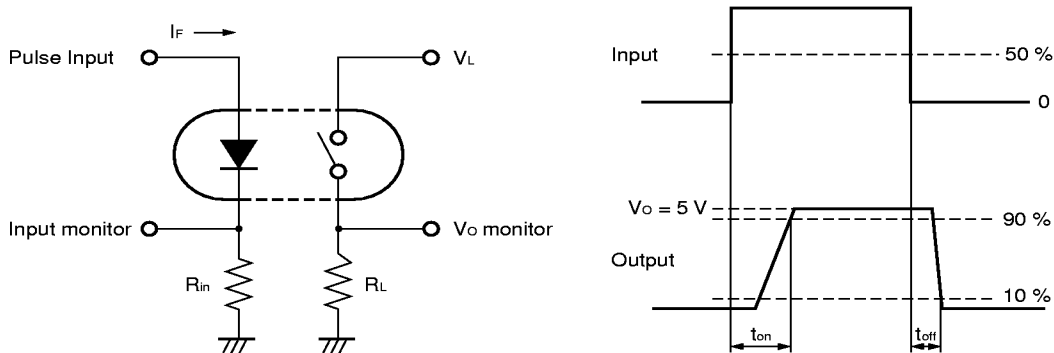 IF
Pulse Input
VL
Input monitor
VO monitor
Rin
RL
Input
50 %
0
VO = 5 V
90 %
Output
10 %
ton
toff